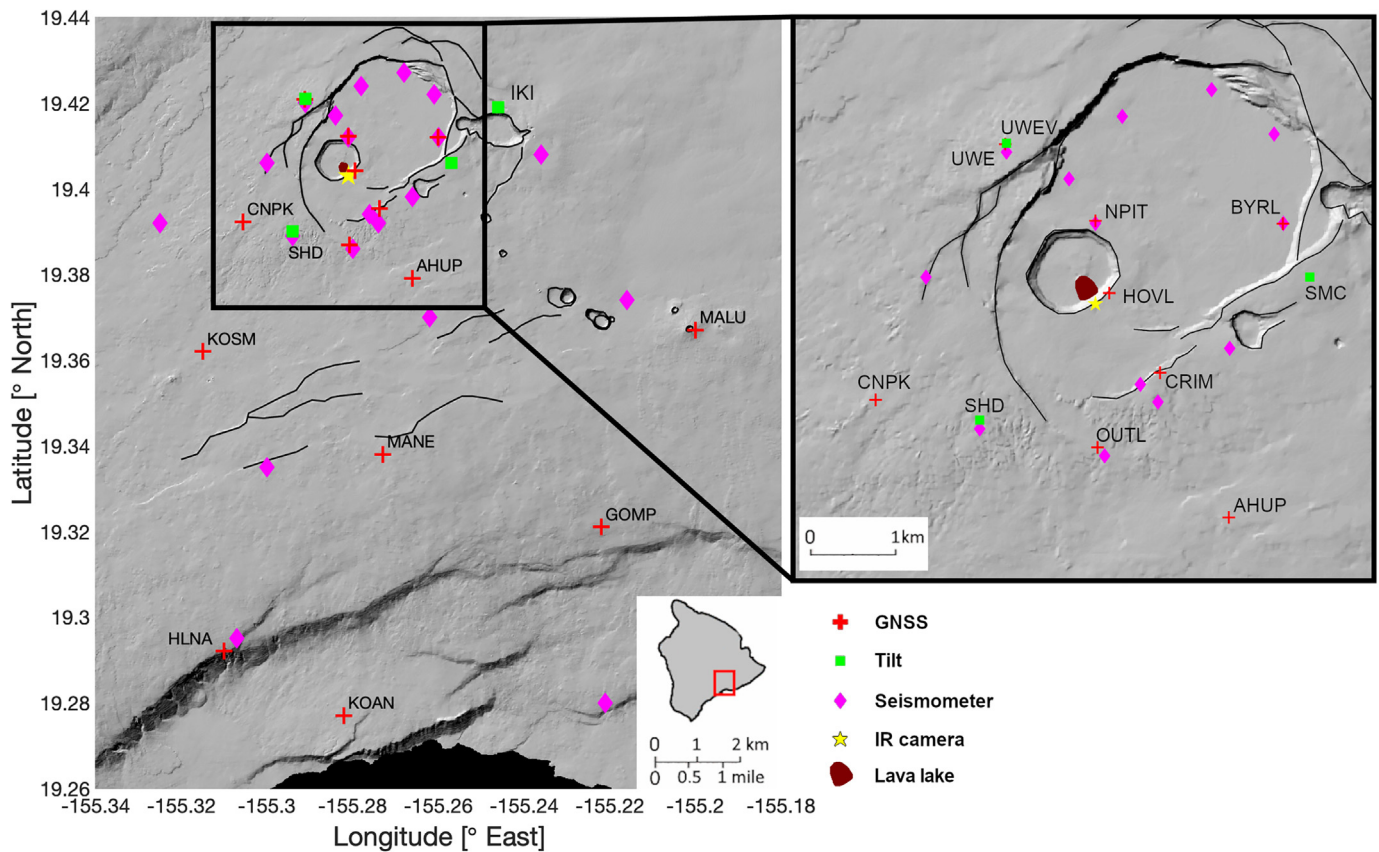 19.44
19.42
19.4
19.38
19.36
19.34
19.32
19.3
19.28
19.26
Latitude [° North]
-155.34
-155.32
-155.3
-155.28
-155.26
-155.24
-155.22
-155.2
-155.18
Longitude [° East]
IKI
CNPK
SHD
AHUP
KOSM
MALU
MANE
GOMP
HLNA
KOAN
0 1 2 km
0 0.5 1 mile
UWEV
UWE
NPIT
BYRL
HOVL
SMC
CNPK
CRIM
SHD
OUTL
AHUP
0 1km
GNSS
Tilt
Seismometer
IR camera
Lava lake